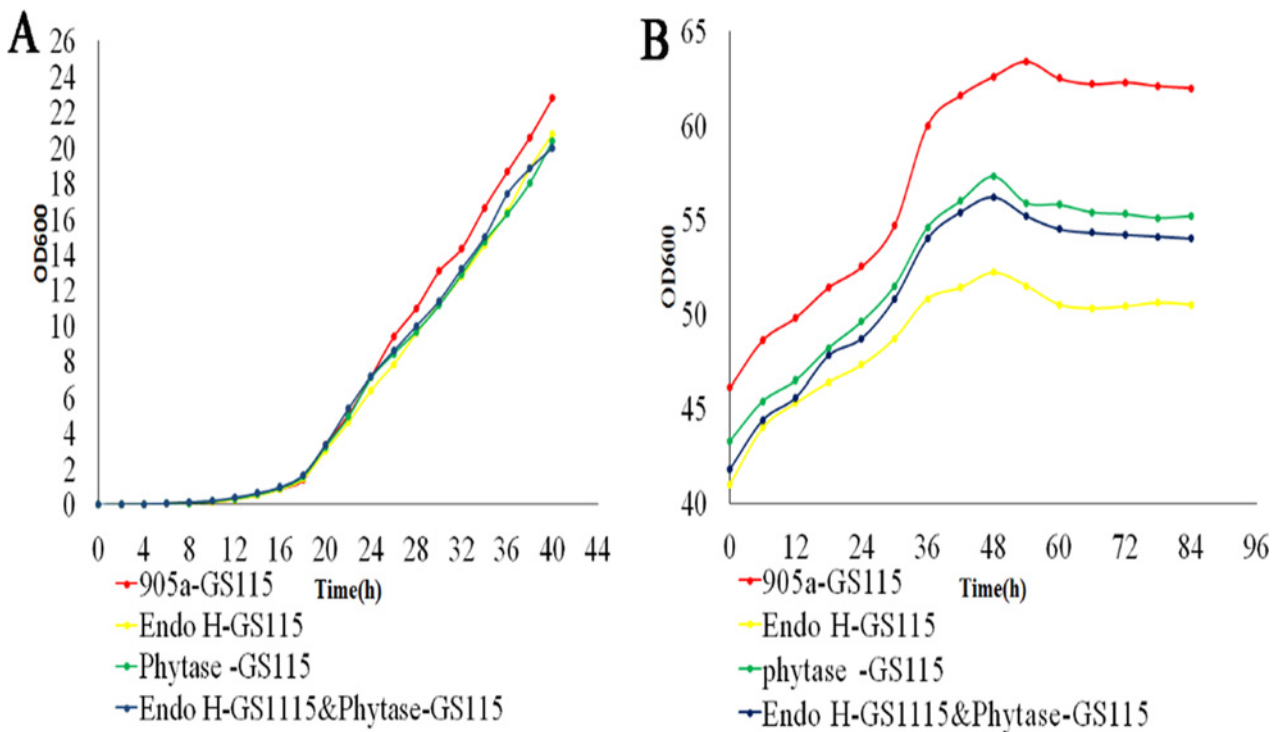 A
26
24
22
20
18
16
14
12
10
8
6
4
2
0
OD600
0 4 8 12 16 20 24 28 32 36 40 44
Time(h)
905a-GS115
Endo H-GS115
Phytase -GS115
Endo H-GS1115&Phytase-GS115
B
65
60
55
50
45
40
OD600
0 12 24 36 48 60 72 84 96
Time(h)
905a-GS115
Endo H-GS115
phytase -GS115
Endo H-GS1115&Phytase-GS115